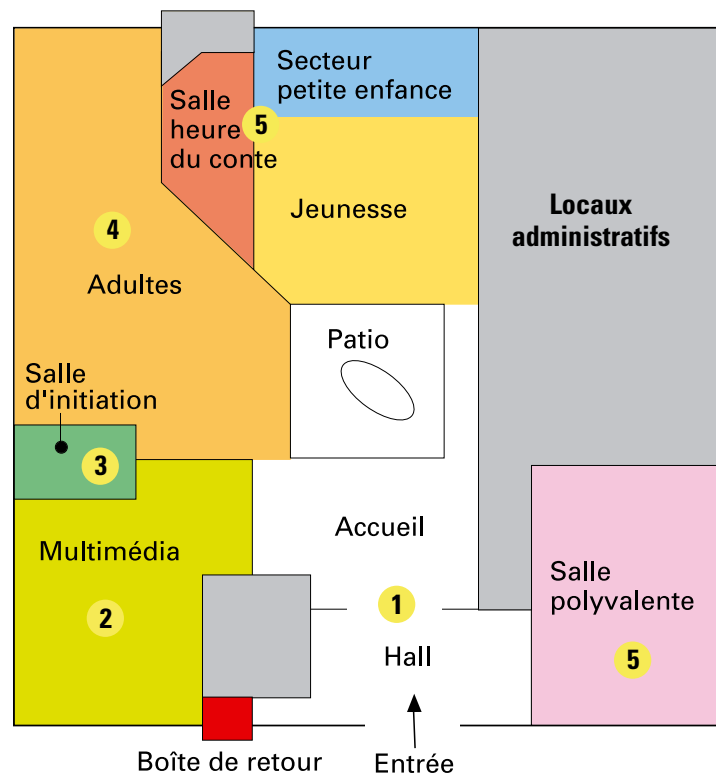 Secteur
petite enfance
Salle
heure
du conte
5
Jeunesse
Locaux
administratifs
4
Adultes
Patio
Salle
d'initiation
3
Accueil
Multimédia
Salle
polyvalente
1
2
Hall
5
Boîte de retour
Entrée